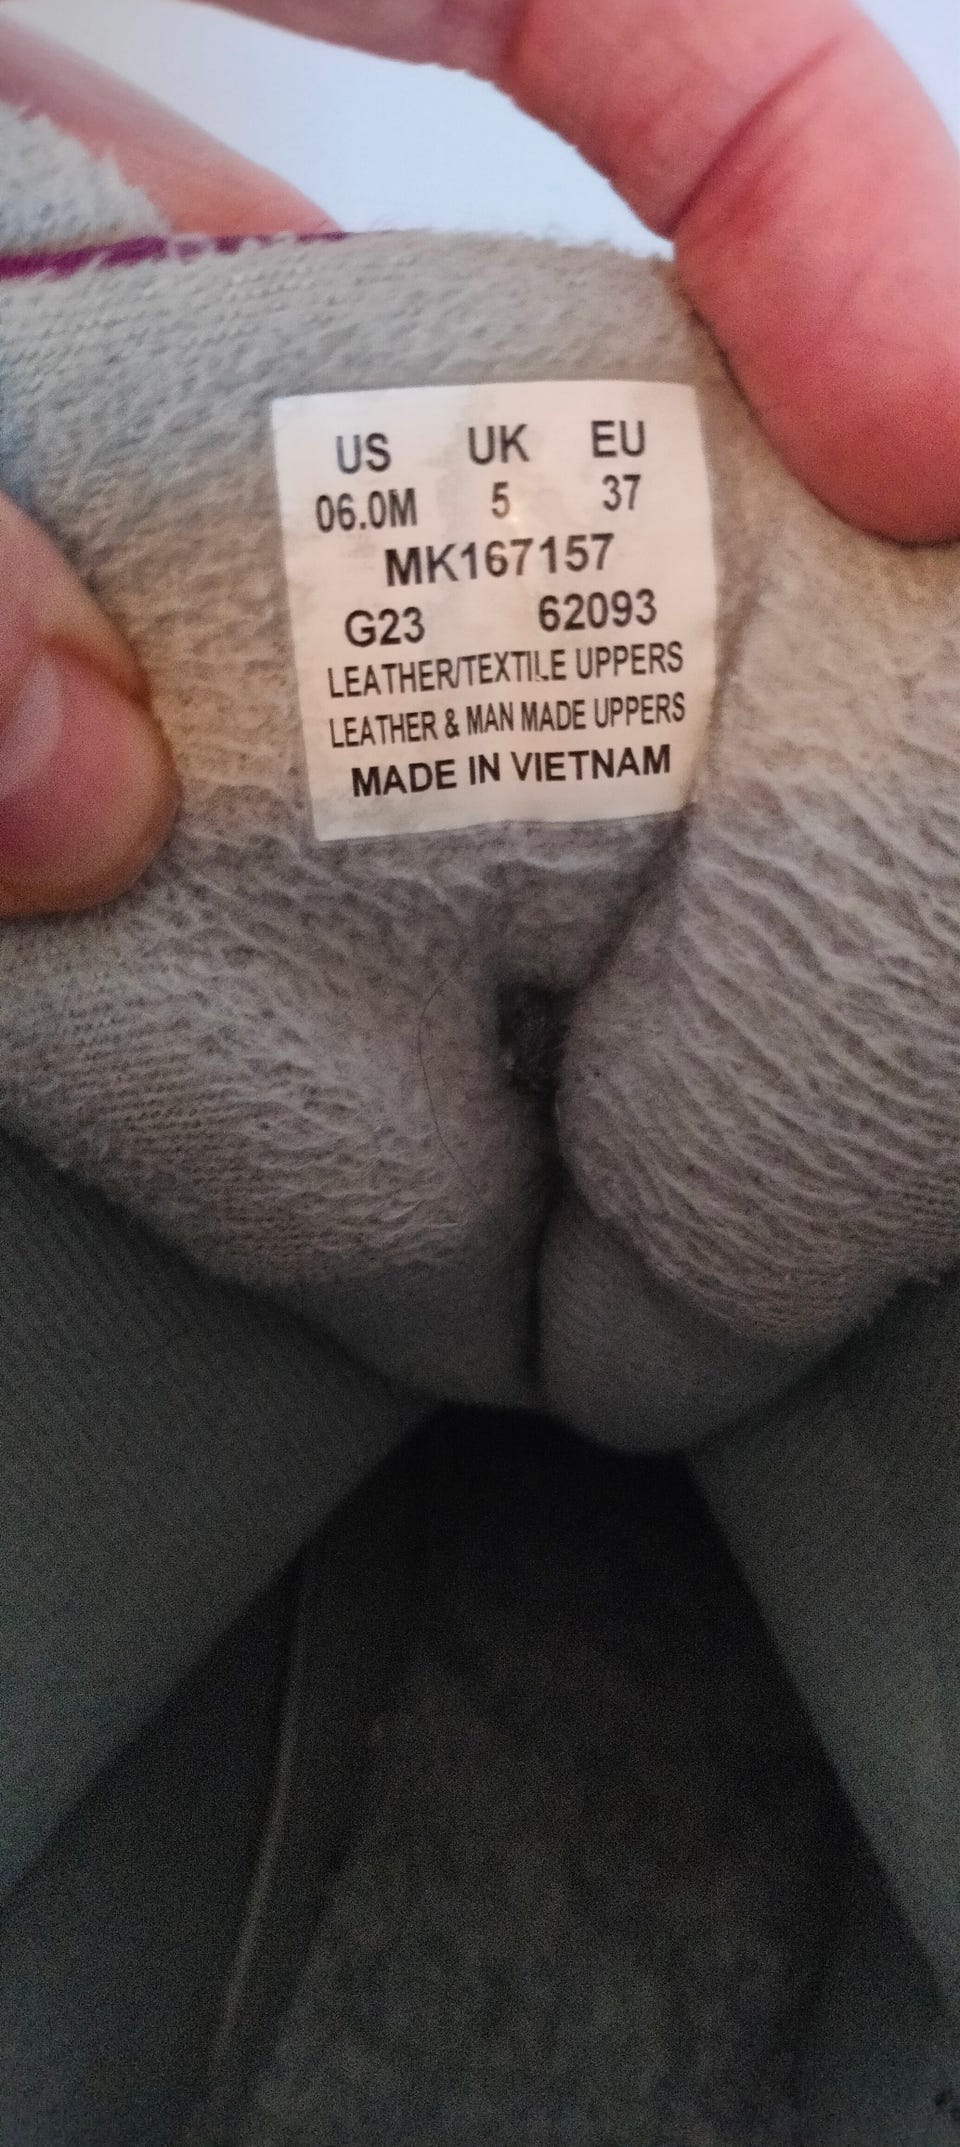 US UK EU
06.0M 5 37
MK167157
G23 62093
LEATHER/TEXTILE UPPERS
LEATHER & MAN MADE UPPERS
MADE IN VIETNAM